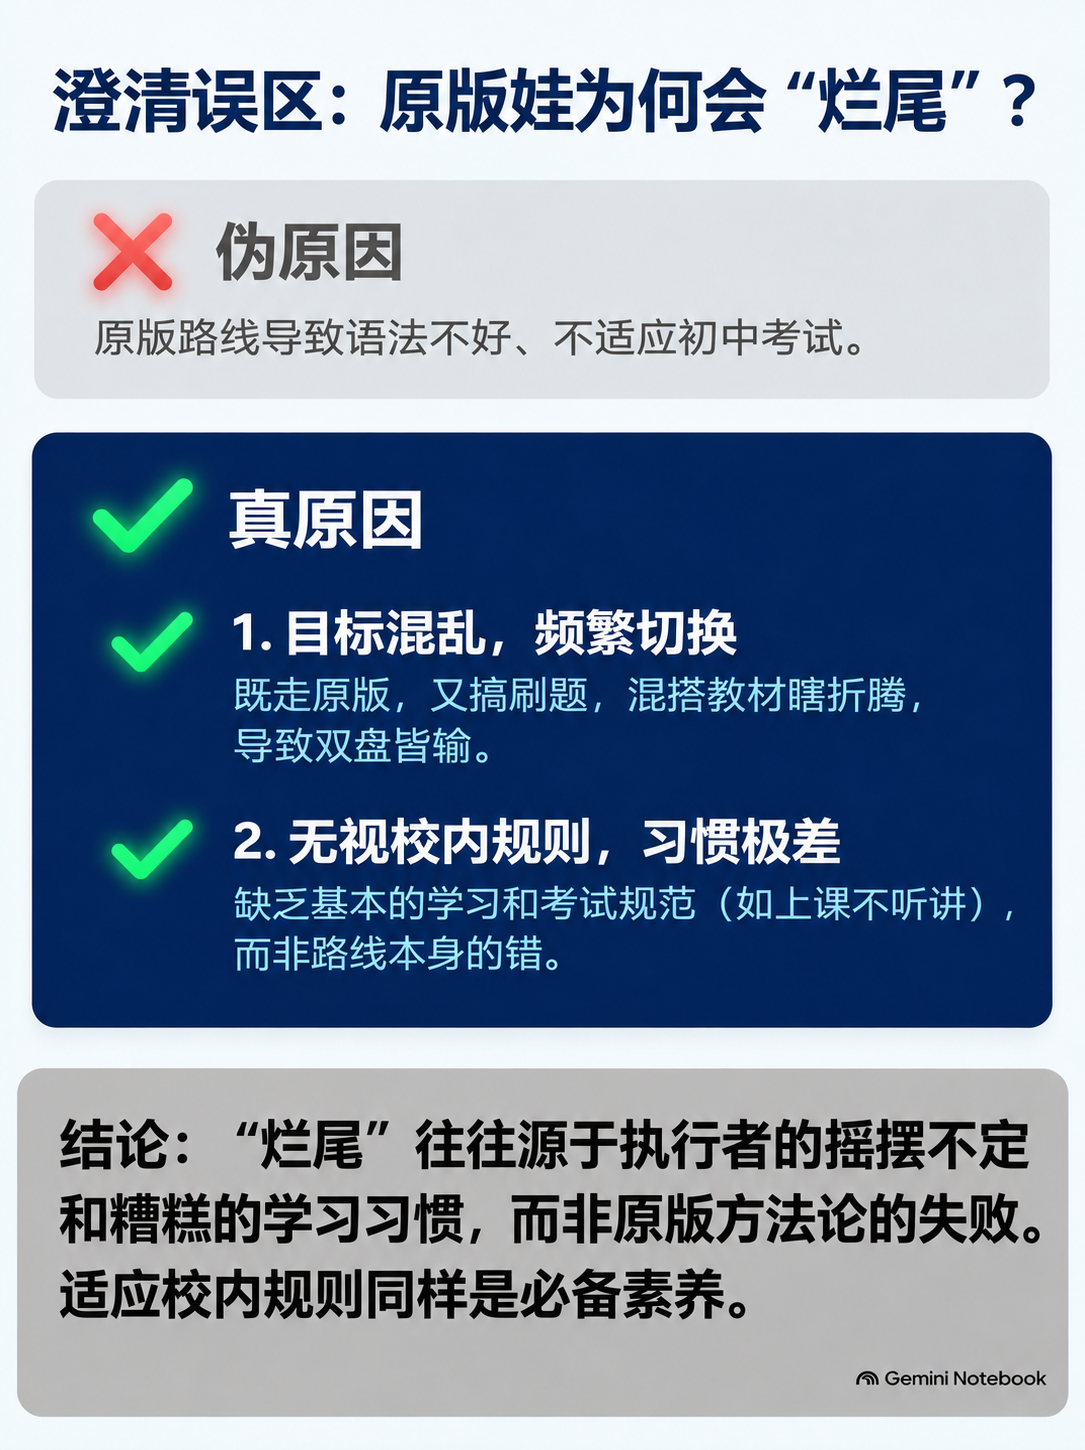 澄清误区：原版娃为何会“烂尾”？
伪原因
原版路线导致语法不好、不适应初中考试。
真原因
1. 目标混乱，频繁切换
既走原版，又搞刷题，混搭教材瞎折腾，
导致双盘皆输。
2. 无视校内规则，习惯极差
缺乏基本的学习和考试规范（如上课不听讲），
而非路线本身的错。
结论：“烂尾”往往源于执行者的摇摆不定
和糟糕的学习习惯，而非原版方法论的失败。
适应校内规则同样是必备素养。
Gemini Notebook